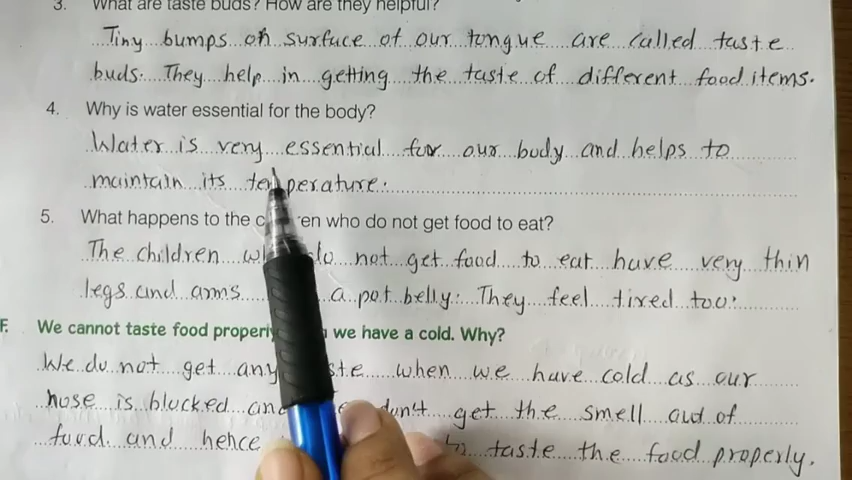 3. What are taste buds? How are they helpful?
Tiny bumps on surface of our tongue are called taste
buds. They help in getting the taste of different food items.
4. Why is water essential for the body?
Water is very essential for our body and helps to
maintain its temperature.
5. What happens to the ren who do not get food to eat?
The children do not get food to eat have very thin
legs and arms a pot belly. They feel tired too.
F. We cannot taste food we have a cold. Why?
We do not get any when we have cold as our
nose is blocked and don't get the smell out of
food and hence taste the food properly.